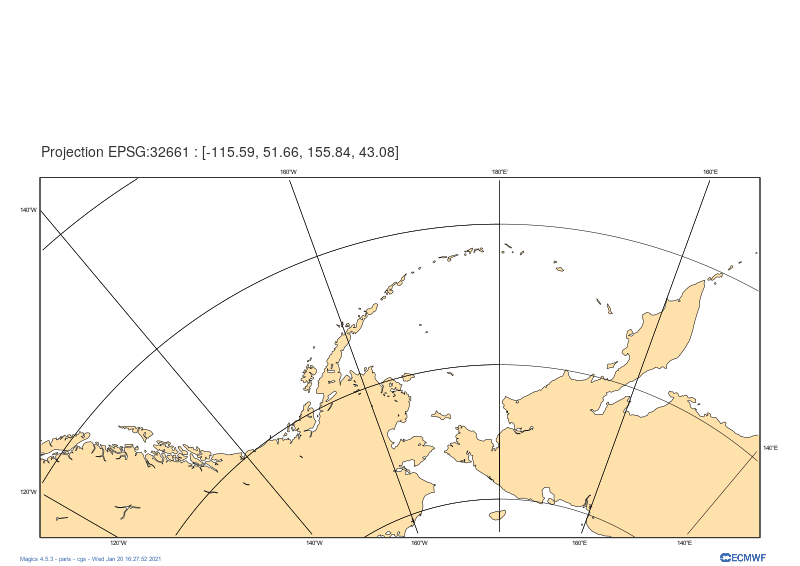 Projection EPSG:32661 : [-115.59, 51.66, 155.84, 43.08]
160°W 180°E 160°E
140°W
140°E
120°W
120°W 140°W 160°W 160°E 140°E
Magics 4.5.3 - paris - cgs - Wed Jan 20 16:27:52 2021
ECMWF